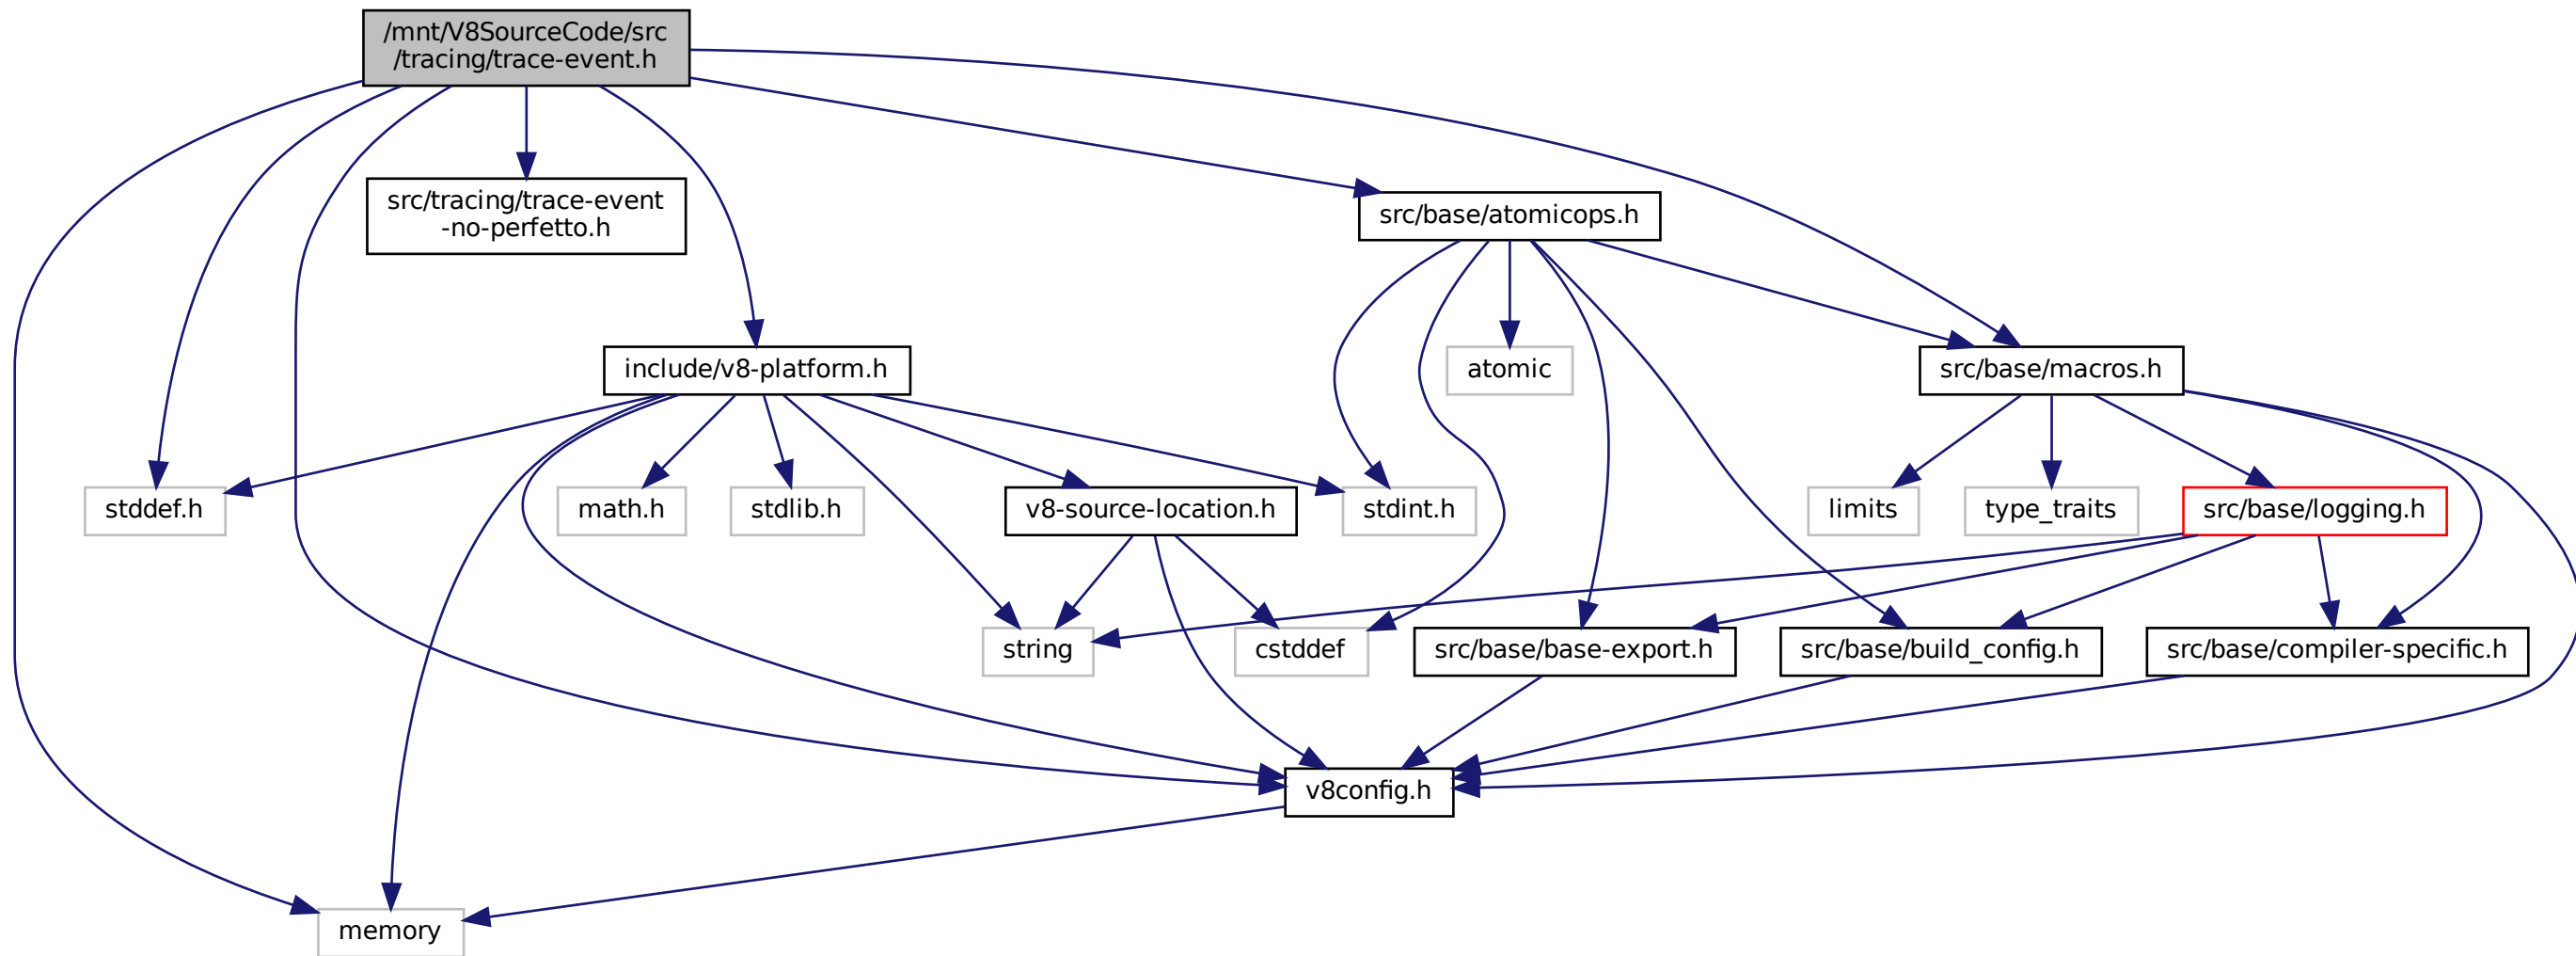 /mnt/V8SourceCode/src
/tracing/trace-event.h
src/tracing/trace-event
-no-perfetto.h
src/base/atomicops.h
include/v8-platform.h
atomic
src/base/macros.h
stddef.h
math.h
stdlib.h
v8-source-location.h
stdint.h
limits
type_traits
src/base/logging.h
string
cstddef
src/base/base-export.h
src/base/build_config.h
src/base/compiler-specific.h
v8config.h
memory